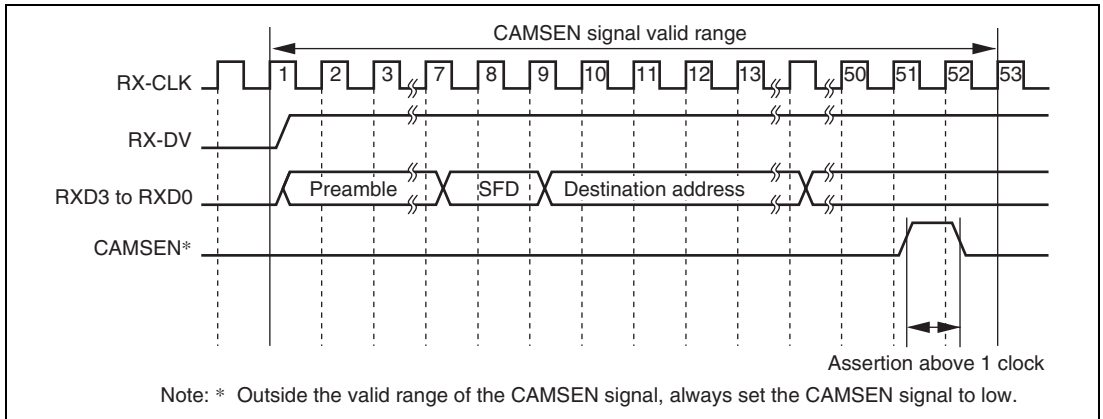 CAMSEN signal valid range
RX-CLK 1 2 3 7 8 9 10 11 12 13 50 51 52 53
RX-DV
RXD3 to RXD0 Preamble SFD Destination address
CAMSEN*
Assertion above 1 clock
Note: * Outside the valid range of the CAMSEN signal, always set the CAMSEN signal to low.